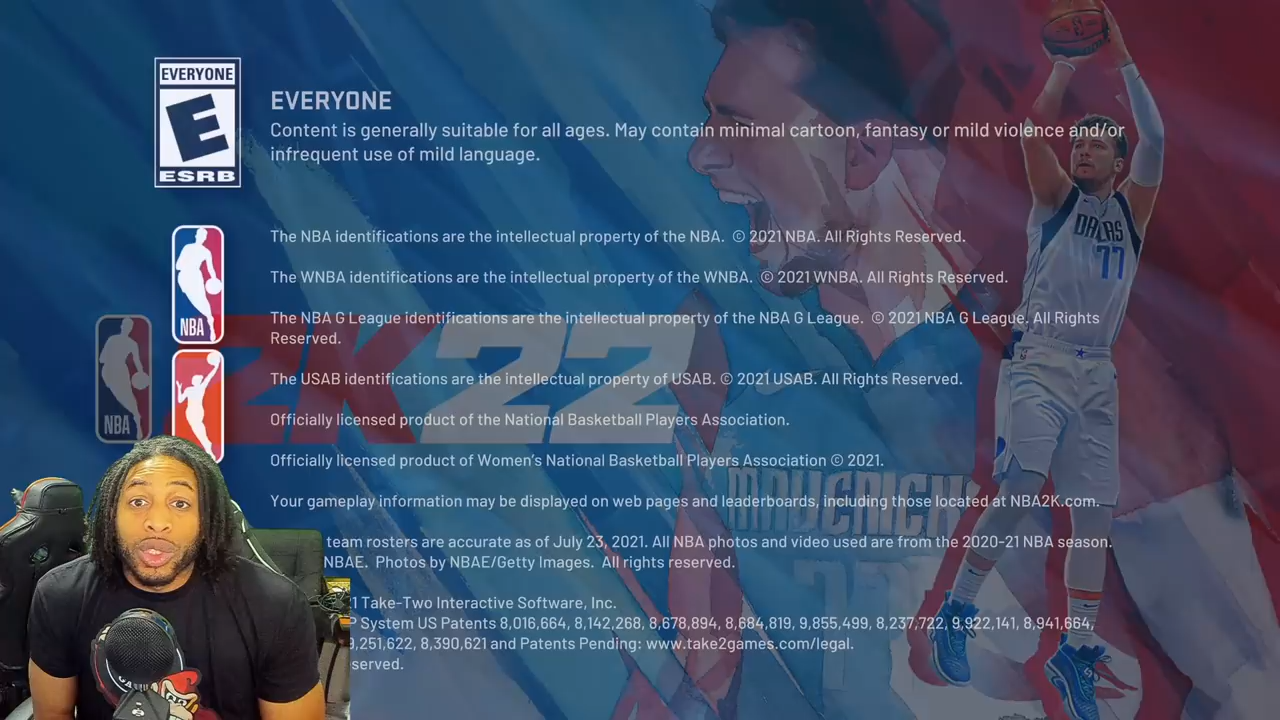 EVERYONE
E
ESRB
EVERYONE
Content is generally suitable for all ages. May contain minimal cartoon, fantasy or mild violence and/or
infrequent use of mild language.
The NBA identifications are the intellectual property of the NBA. © 2021 NBA. All Rights Reserved.
NBA
The WNBA identifications are the intellectual property of the WNBA. © 2021 WNBA. All Rights Reserved.
The NBA G League identifications are the intellectual property of the NBA G League. © 2021 NBA G League. All Rights
Reserved.
NBA
2K22
The USAB identifications are the intellectual property of USAB. © 2021 USAB. All Rights Reserved.
Officially licensed product of the National Basketball Players Association.
Officially licensed product of Women's National Basketball Players Association © 2021.
Your gameplay information may be displayed on web pages and leaderboards, including those located at NBA2K.com.
team rosters are accurate as of July 23, 2021. All NBA photos and video used are from the 2020-21 NBA season.
NBAE. Photos by NBAE/Getty Images. All rights reserved.
1 Take-Two Interactive Software, Inc.
P System US Patents 8,016,664, 8,142,268, 8,678,894, 8,684,819, 9,855,499, 8,237,722, 9,922,141, 8,941,664,
9,251,622, 8,390,621 and Patents Pending: www.take2games.com/legal.
served.
DALLAS
77
MAVERICK
77